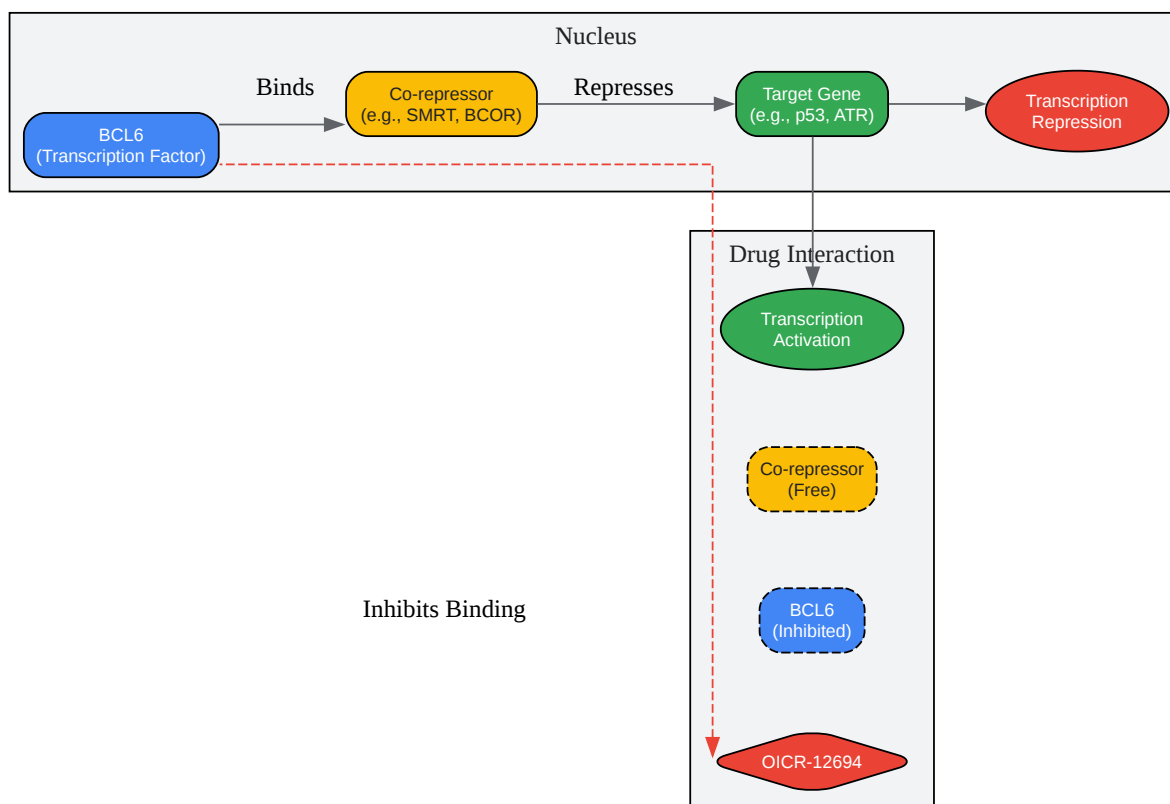 Nucleus
Binds
Represses
Co-repressor
(e.g., SMRT, BCOR)
Target Gene
(e.g., p53, ATR)
Transcription
Repression
BCL6
(Transcription Factor)
Drug Interaction
Transcription
Activation
Co-repressor
(Free)
Inhibits Binding
BCL6
(Inhibited)
OICR-12694